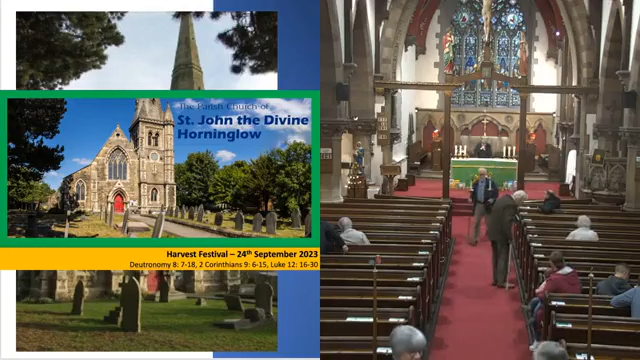 The Parish Church of
St. John the Divine
Horninglow
Harvest Festival – 24th September 2023
Deutronomy 8: 7-18, 2 Corinthians 9: 6-15, Luke 12: 16-30